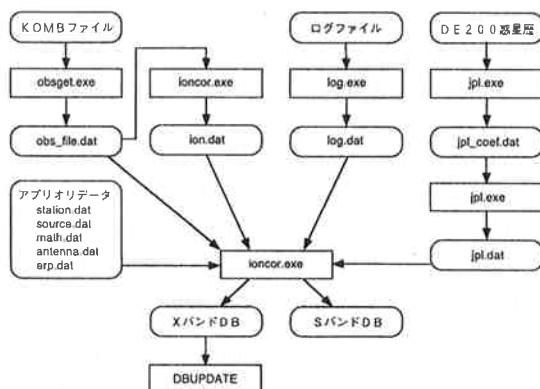 KOMBファイル
ログファイル
DE200惑星歴
obsget.exe
ioncor.exe
log.exe
jpl.exe
obs_file.dat
ion.dat
log.dat
jpl_coef.dat
アプリオリデータ
station.dat
source.dat
math.dat
antenna.dat
erp.dat
jpl.exe
ioncor.exe
jpl.dat
XバンドDB
SバンドDB
DBUPDATE